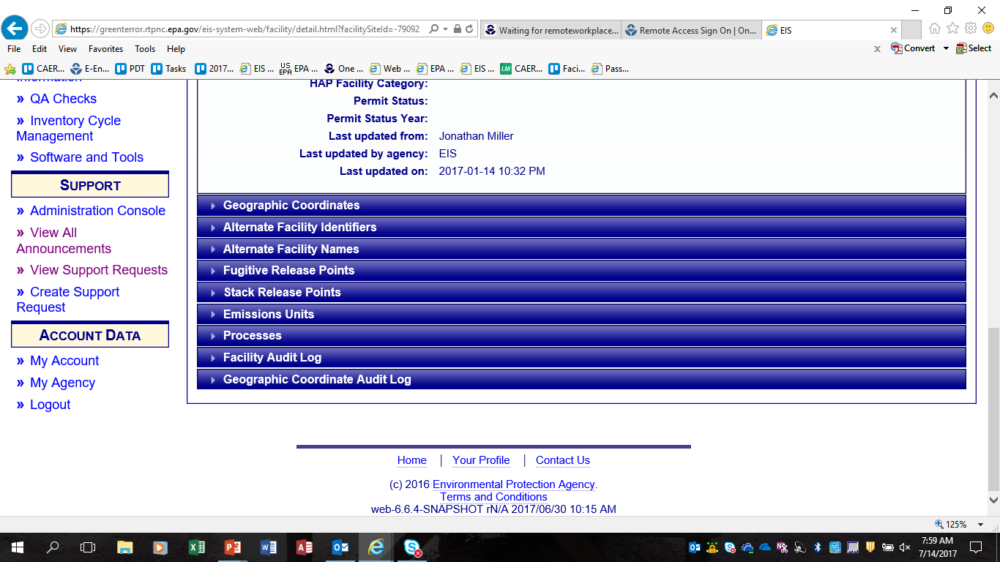 https://greenterror.rtpnc.epa.gov/eis-system-web/facility/detail.html?facilitySiteId=-79092
Waiting for remoteworkplace...
Remote Access Sign On | On...
EIS
File Edit View Favorites Tools Help
Convert
Select
CAER... E-En... PDT Tasks 2017... EIS ... US EPA EPA ... One ... Web ... EPA ... EIS ... LM CAER... Faci... Pass...
Information
» QA Checks
» Inventory Cycle
Management
» Software and Tools
SUPPORT
» Administration Console
» View All
Announcements
» View Support Requests
» Create Support
Request
ACCOUNT DATA
» My Account
» My Agency
» Logout
HAP Facility Category:
Permit Status:
Permit Status Year:
Last updated from: Jonathan Miller
Last updated by agency: EIS
Last updated on: 2017-01-14 10:32 PM
Geographic Coordinates
Alternate Facility Identifiers
Alternate Facility Names
Fugitive Release Points
Stack Release Points
Emissions Units
Processes
Facility Audit Log
Geographic Coordinate Audit Log
Home | Your Profile | Contact Us
(c) 2016 Environmental Protection Agency.
Terms and Conditions
web-6.6.4-SNAPSHOT rN/A 2017/06/30 10:15 AM
125%
7:59 AM
7/14/2017